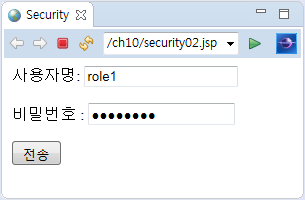 Security
/ch10/security02.jsp
사용자명: role1
비밀번호 : ●●●●●●●●
전송